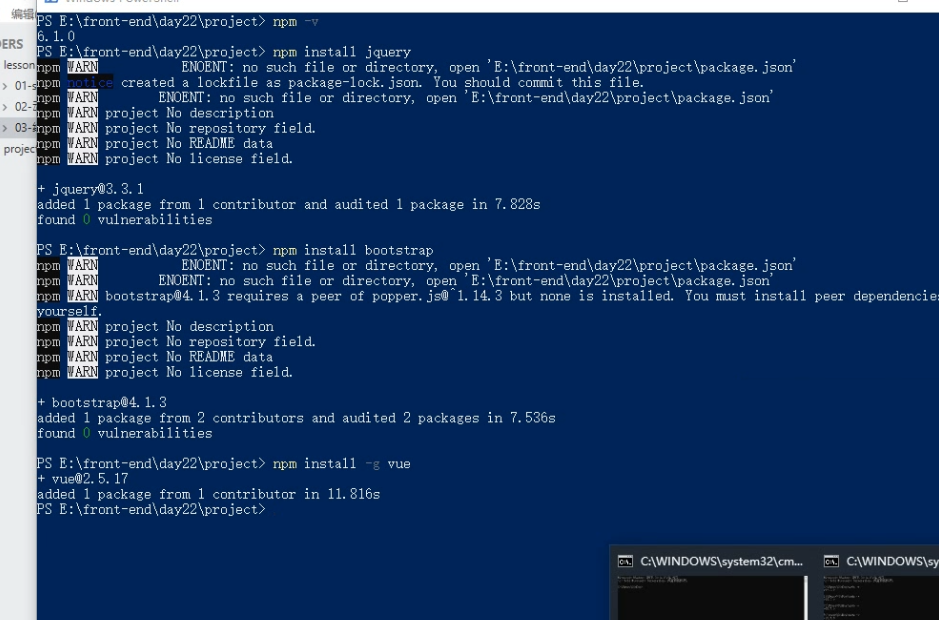 编辑
Windows PowerShell
DERS
lesson
01-
02-
03-
projec
PS E:\front-end\day22\project> npm -v
6.1.0
PS E:\front-end\day22\project> npm install jquery
npm WARN ENOENT: no such file or directory, open 'E:\front-end\day22\project\package.json'
npm notice created a lockfile as package-lock.json. You should commit this file.
npm WARN ENOENT: no such file or directory, open 'E:\front-end\day22\project\package.json'
npm WARN project No description
npm WARN project No repository field.
npm WARN project No README data
npm WARN project No license field.
+ jquery@3.3.1
added 1 package from 1 contributor and audited 1 package in 7.828s
found 0 vulnerabilities
PS E:\front-end\day22\project> npm install bootstrap
npm WARN ENOENT: no such file or directory, open 'E:\front-end\day22\project\package.json'
npm WARN ENOENT: no such file or directory, open 'E:\front-end\day22\project\package.json'
npm WARN bootstrap@4.1.3 requires a peer of popper.js@^1.14.3 but none is installed. You must install peer dependencies
yourself.
npm WARN project No description
npm WARN project No repository field.
npm WARN project No README data
npm WARN project No license field.
+ bootstrap@4.1.3
added 1 package from 2 contributors and audited 2 packages in 7.536s
found 0 vulnerabilities
PS E:\front-end\day22\project> npm install -g vue
+ vue@2.5.17
added 1 package from 1 contributor in 11.816s
PS E:\front-end\day22\project>
C:\WINDOWS\system32\cm...
C:\WINDOWS\sy